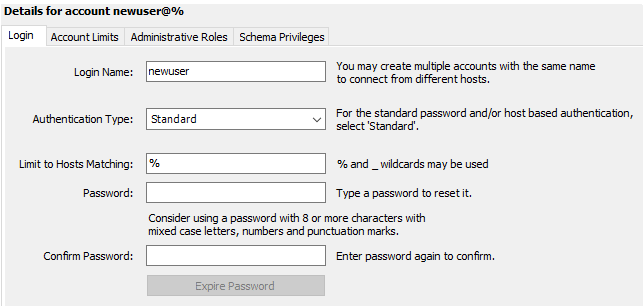 Details for account newuser@%
Login Account Limits Administrative Roles Schema Privileges
Login Name: newuser You may create multiple accounts with the same name
to connect from different hosts.
Authentication Type: Standard For the standard password and/or host based authentication,
select 'Standard'.
Limit to Hosts Matching: % % and _ wildcards may be used
Password: Type a password to reset it.
Consider using a password with 8 or more characters with
mixed case letters, numbers and punctuation marks.
Confirm Password: Enter password again to confirm.
Expire Password